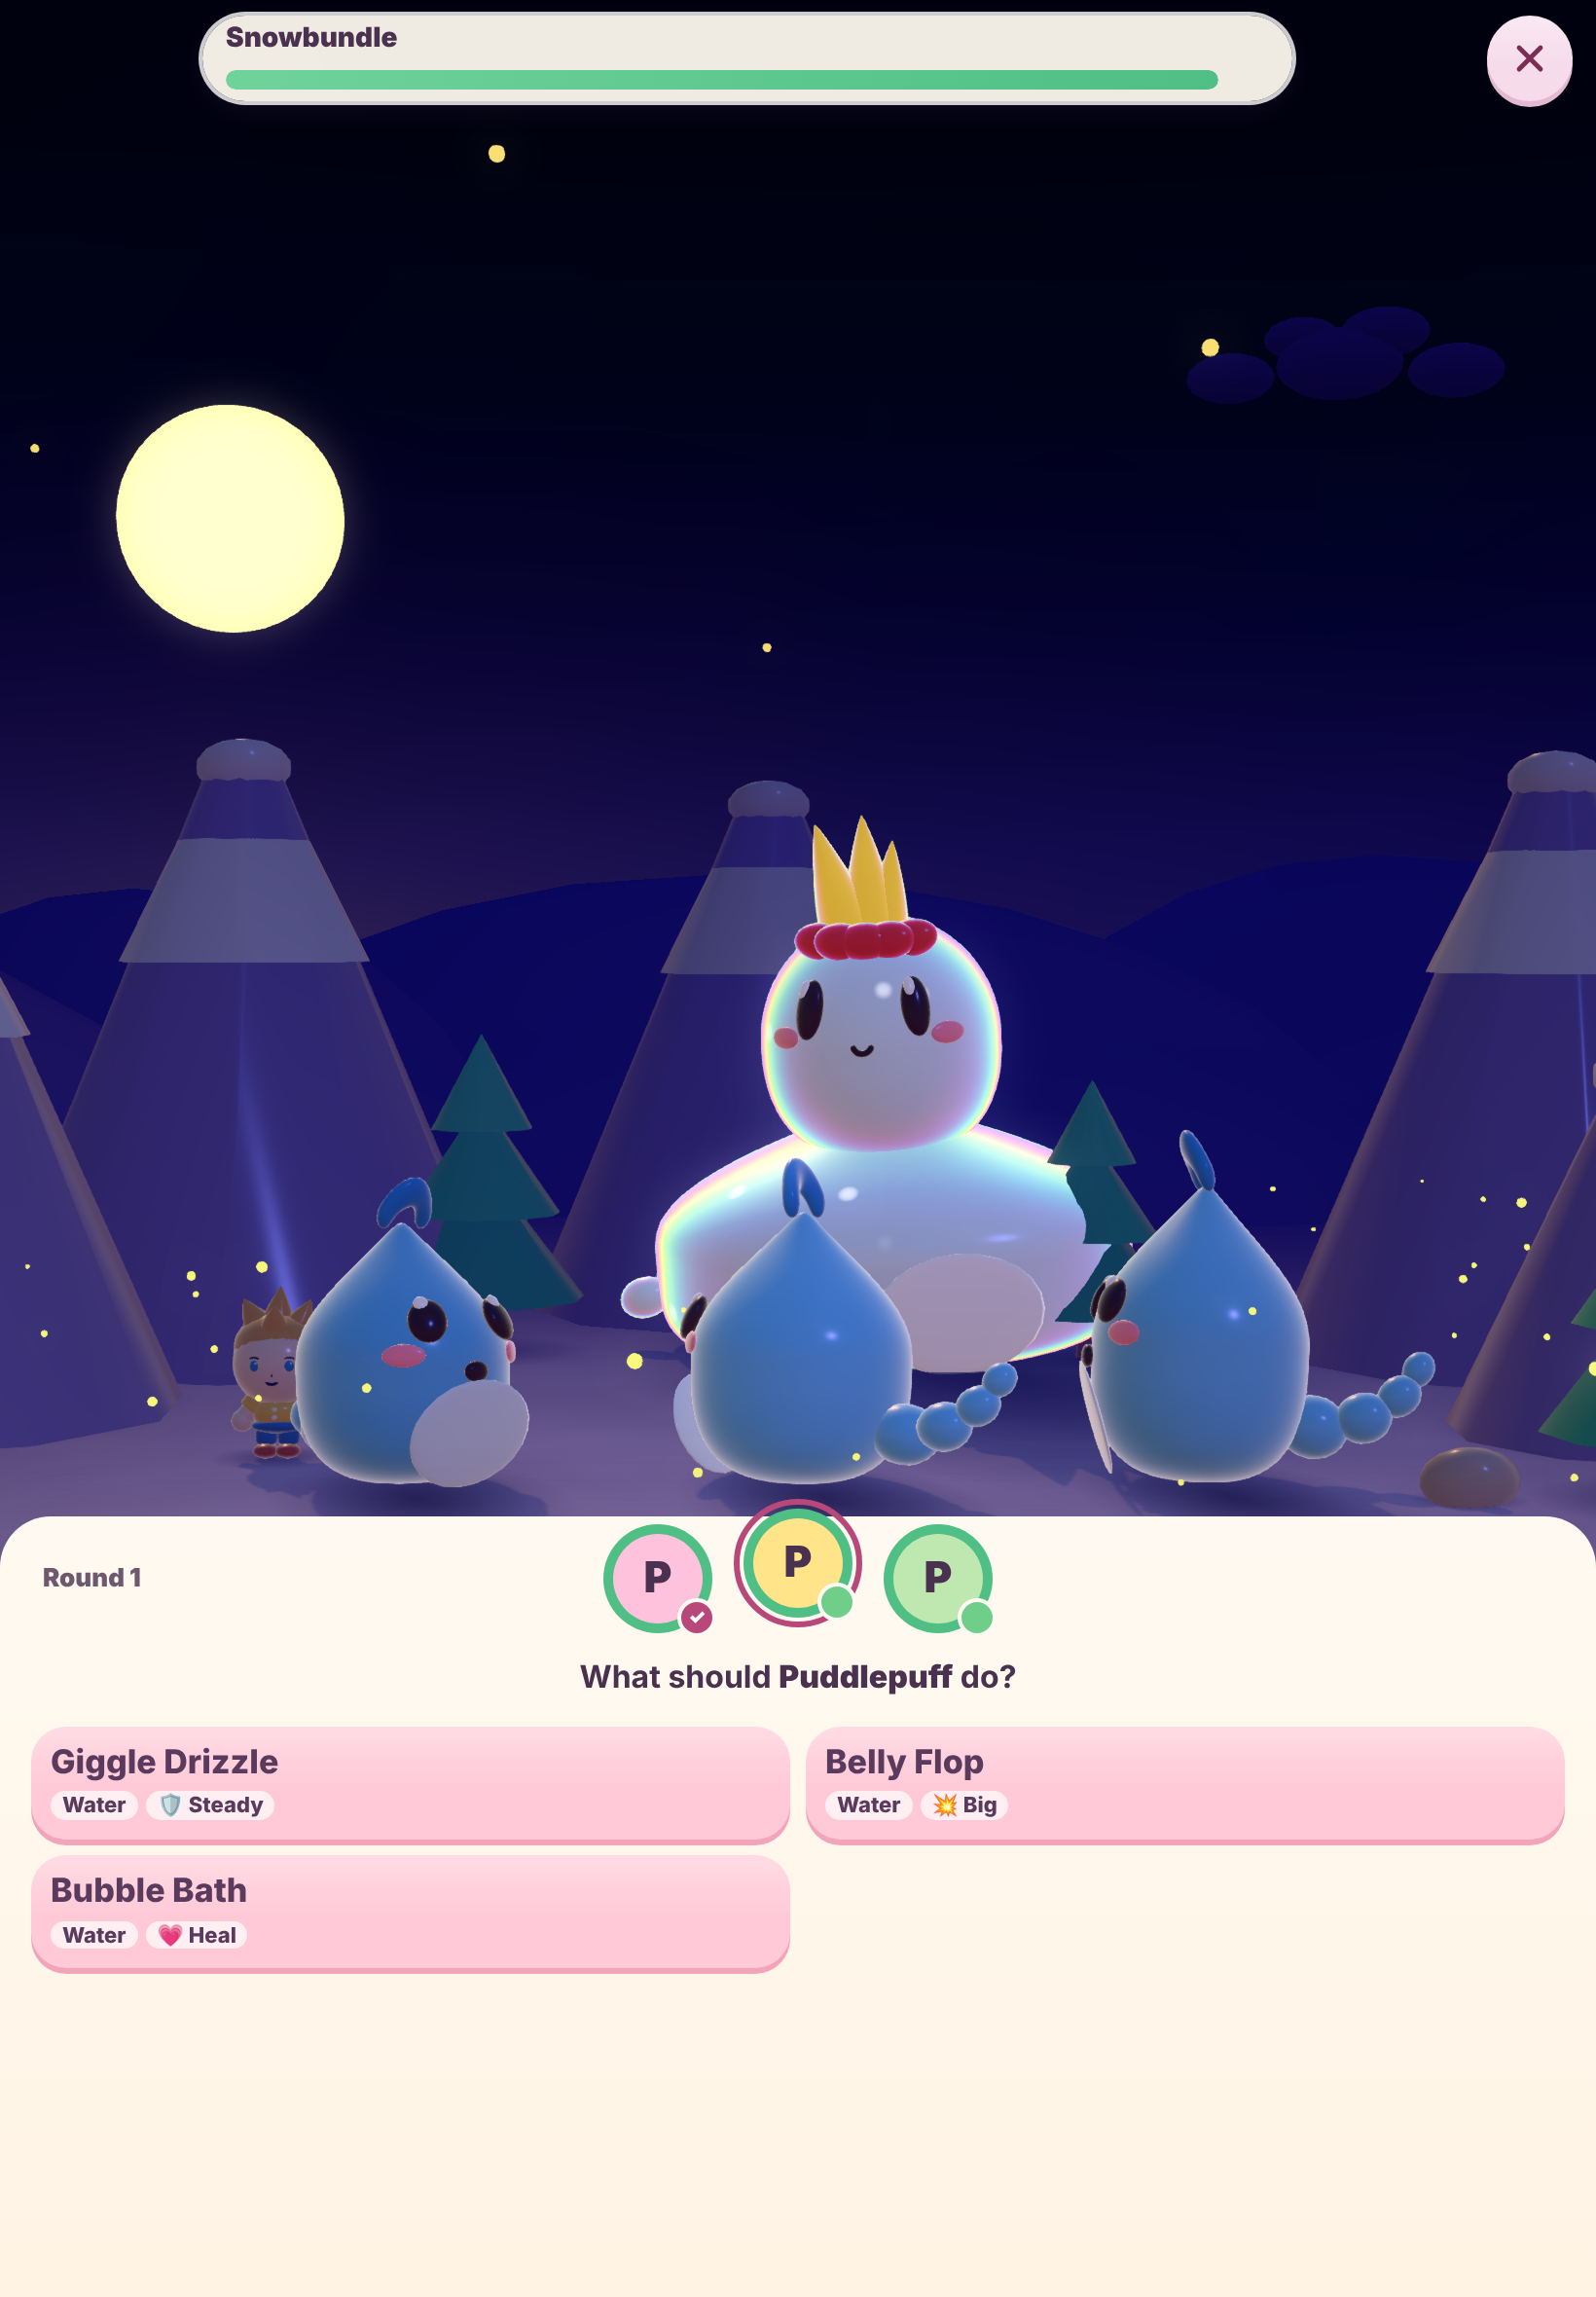 Snowbundle
Round 1
P
P
P
What should Puddlepuff do?
Giggle Drizzle
Water
🛡️ Steady
Belly Flop
Water
💥 Big
Bubble Bath
Water
💗 Heal